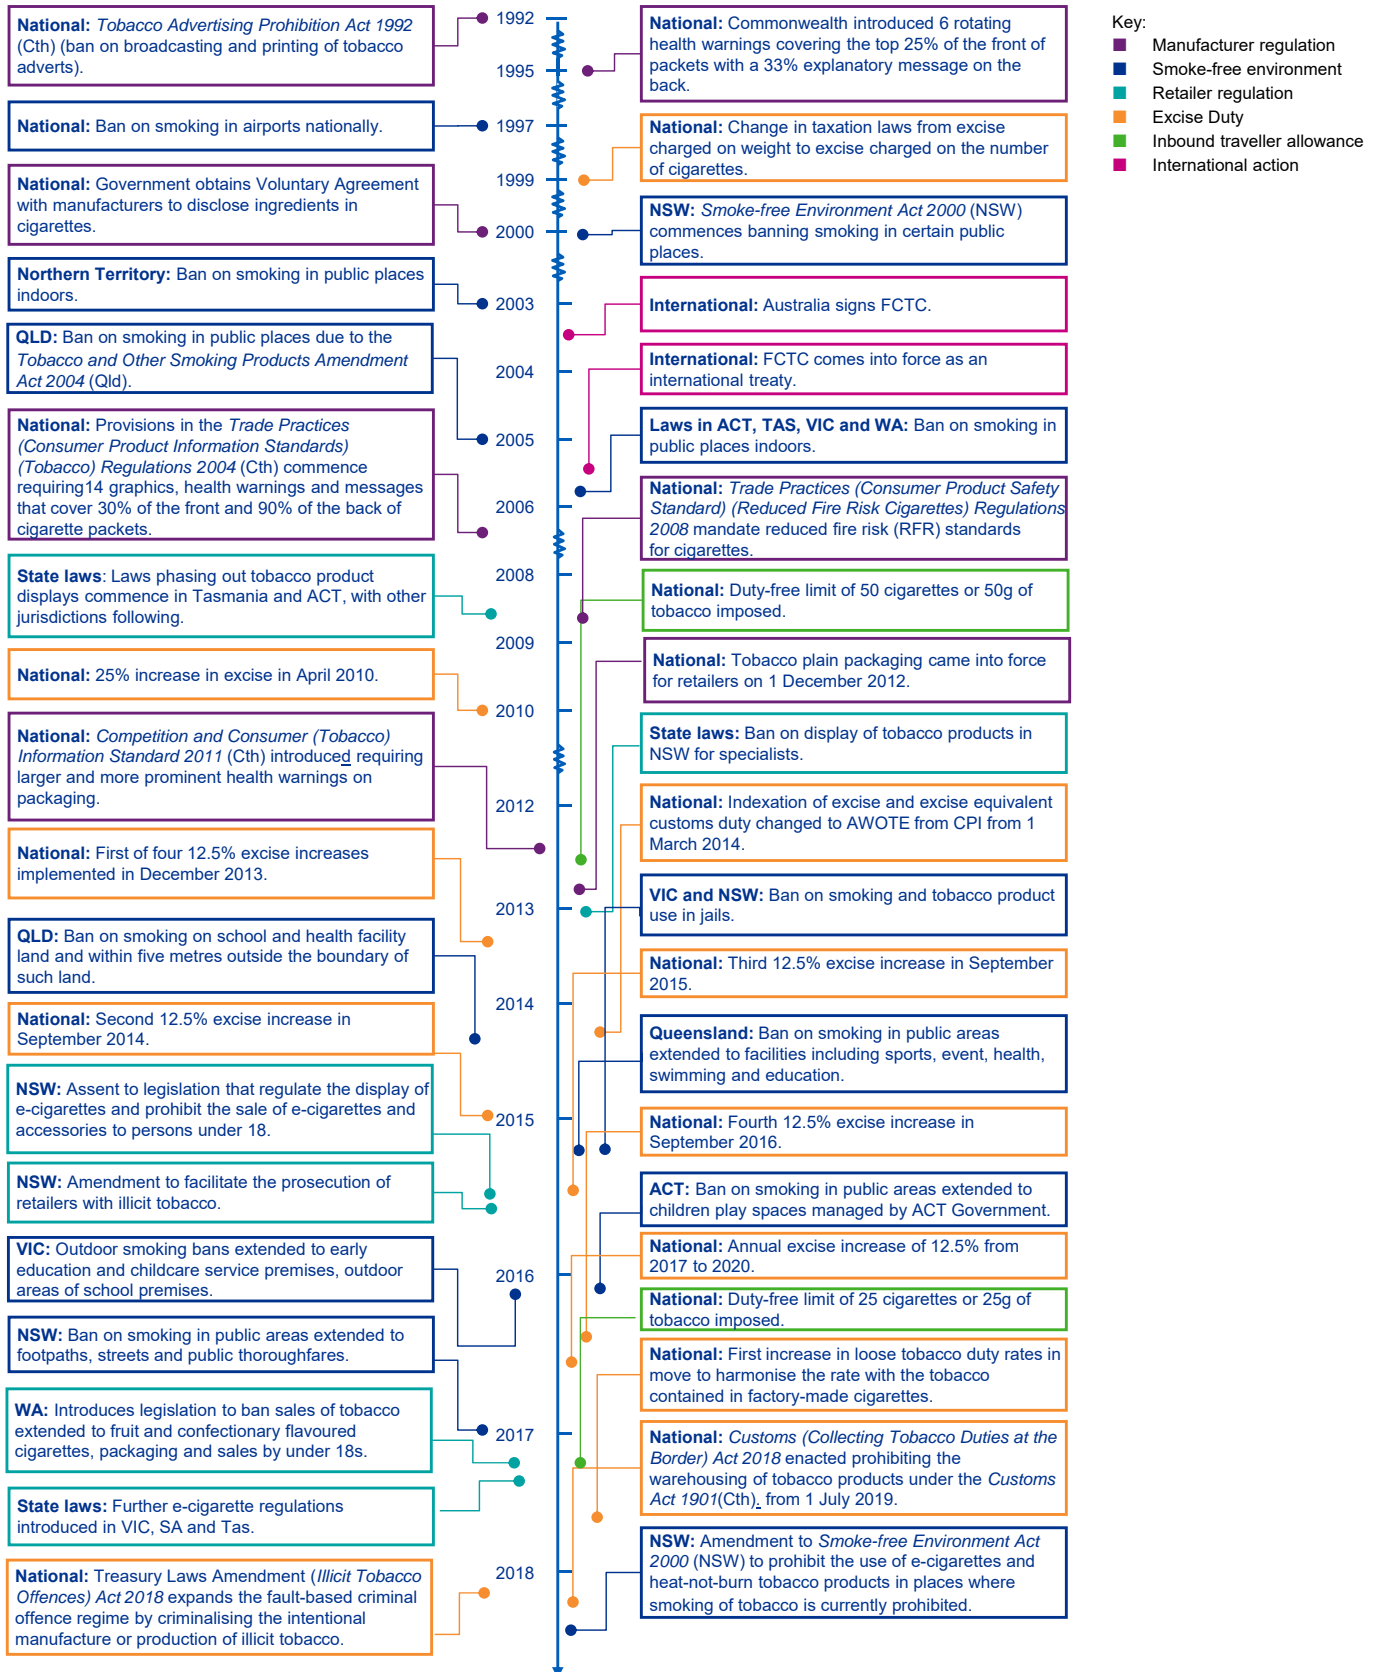 National: Tobacco Advertising Prohibition Act 1992
(Cth) (ban on broadcasting and printing of tobacco
adverts).
National: Ban on smoking in airports nationally.
National: Government obtains Voluntary Agreement
with manufacturers to disclose ingredients in
cigarettes.
Northern Territory: Ban on smoking in public places
indoors.
QLD: Ban on smoking in public places due to the
Tobacco and Other Smoking Products Amendment
Act 2004 (Qld).
National: Provisions in the Trade Practices
(Consumer Product Information Standards)
(Tobacco) Regulations 2004 (Cth) commence
requiring14 graphics, health warnings and messages
that cover 30% of the front and 90% of the back of
cigarette packets.
State laws: Laws phasing out tobacco product
displays commence in Tasmania and ACT, with other
jurisdictions following.
National: 25% increase in excise in April 2010.
National: Competition and Consumer (Tobacco)
Information Standard 2011 (Cth) introduced requiring
larger and more prominent health warnings on
packaging.
National: First of four 12.5% excise increases
implemented in December 2013.
QLD: Ban on smoking on school and health facility
land and within five metres outside the boundary of
such land.
National: Second 12.5% excise increase in
September 2014.
NSW: Assent to legislation that regulate the display of
e-cigarettes and prohibit the sale of e-cigarettes and
accessories to persons under 18.
NSW: Amendment to facilitate the prosecution of
retailers with illicit tobacco.
VIC: Outdoor smoking bans extended to early
education and childcare service premises, outdoor
areas of school premises.
NSW: Ban on smoking in public areas extended to
footpaths, streets and public thoroughfares.
WA: Introduces legislation to ban sales of tobacco
extended to fruit and confectionary flavoured
cigarettes, packaging and sales by under 18s.
State laws: Further e-cigarette regulations
introduced in VIC, SA and Tas.
National: Treasury Laws Amendment (Illicit Tobacco
Offences) Act 2018 expands the fault-based criminal
offence regime by criminalising the intentional
manufacture or production of illicit tobacco.
1992
1995
1997
1999
2000
2003
2004
2005
2006
2008
2009
2010
2012
2013
2014
2015
2016
2017
2018
National: Commonwealth introduced 6 rotating
health warnings covering the top 25% of the front of
packets with a 33% explanatory message on the
back.
National: Change in taxation laws from excise
charged on weight to excise charged on the number
of cigarettes.
NSW: Smoke-free Environment Act 2000 (NSW)
commences banning smoking in certain public
places.
International: Australia signs FCTC.
International: FCTC comes into force as an
international treaty.
Laws in ACT, TAS, VIC and WA: Ban on smoking in
public places indoors.
National: Trade Practices (Consumer Product Safety
Standard) (Reduced Fire Risk Cigarettes) Regulations
2008 mandate reduced fire risk (RFR) standards
for cigarettes.
National: Duty-free limit of 50 cigarettes or 50g of
tobacco imposed.
National: Tobacco plain packaging came into force
for retailers on 1 December 2012.
State laws: Ban on display of tobacco products in
NSW for specialists.
National: Indexation of excise and excise equivalent
customs duty changed to AWOTE from CPI from 1
March 2014.
VIC and NSW: Ban on smoking and tobacco product
use in jails.
National: Third 12.5% excise increase in September
2015.
Queensland: Ban on smoking in public areas
extended to facilities including sports, event, health,
swimming and education.
National: Fourth 12.5% excise increase in
September 2016.
ACT: Ban on smoking in public areas extended to
children play spaces managed by ACT Government.
National: Annual excise increase of 12.5% from
2017 to 2020.
National: Duty-free limit of 25 cigarettes or 25g of
tobacco imposed.
National: First increase in loose tobacco duty rates in
move to harmonise the rate with the tobacco
contained in factory-made cigarettes.
National: Customs (Collecting Tobacco Duties at the
Border) Act 2018 enacted prohibiting the
warehousing of tobacco products under the Customs
Act 1901(Cth). from 1 July 2019.
NSW: Amendment to Smoke-free Environment Act
2000 (NSW) to prohibit the use of e-cigarettes and
heat-not-burn tobacco products in places where
smoking of tobacco is currently prohibited.
Key:
Manufacturer regulation
Smoke-free environment
Retailer regulation
Excise Duty
Inbound traveller allowance
International action